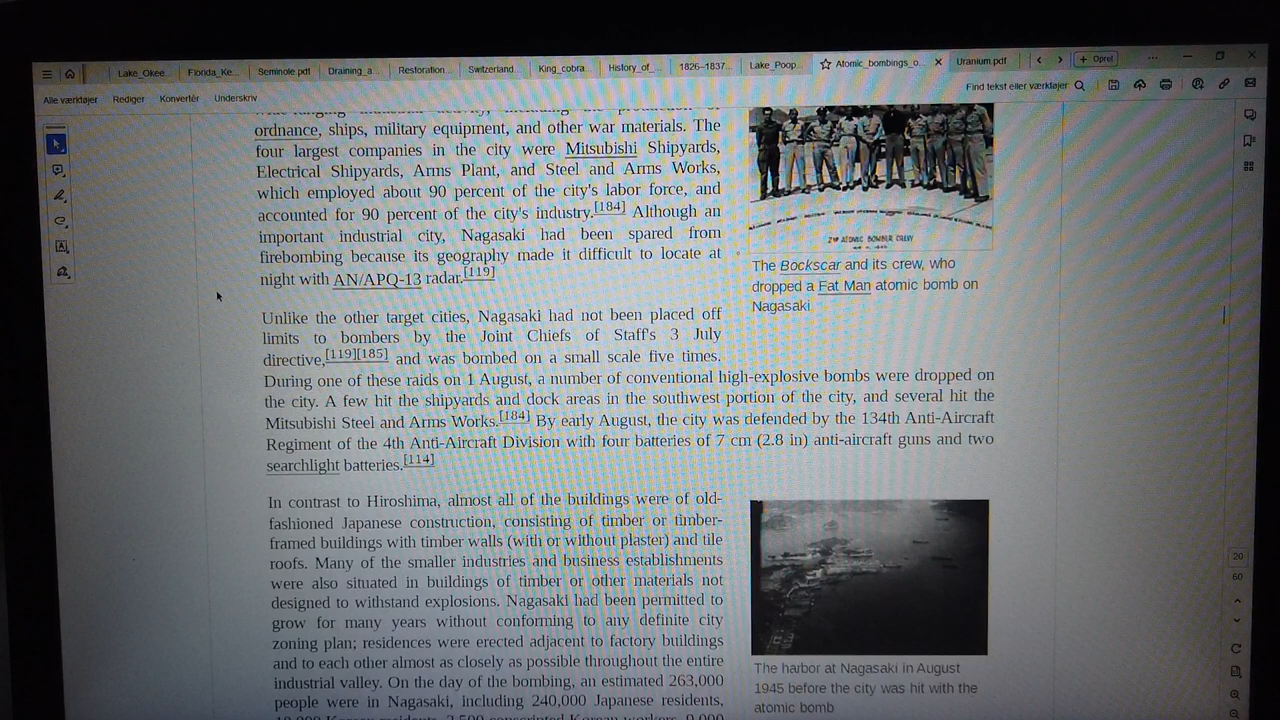 Lake_Okee...
Florida_Ke...
Seminole.pdf
Draining_a...
Restoration...
Switzerland...
King_cobra...
History_of_...
1826–1837...
Lake_Poop...
Atomic_bombings_o...
Uranium.pdf
+ Opret
Alle værktøjer Rediger Konvertér Underskriv
Find tekst eller værktøjer
ordnance, ships, military equipment, and other war materials. The
four largest companies in the city were Mitsubishi Shipyards,
Electrical Shipyards, Arms Plant, and Steel and Arms Works,
which employed about 90 percent of the city's labor force, and
accounted for 90 percent of the city's industry.[184] Although an
important industrial city, Nagasaki had been spared from
firebombing because its geography made it difficult to locate at
night with AN/APQ-13 radar.[119]
2ND ATOMIC BOMBER CREW
The Bockscar and its crew, who
dropped a Fat Man atomic bomb on
Nagasaki
Unlike the other target cities, Nagasaki had not been placed off
limits to bombers by the Joint Chiefs of Staff's 3 July
directive,[119][185] and was bombed on a small scale five times.
During one of these raids on 1 August, a number of conventional high-explosive bombs were dropped on
the city. A few hit the shipyards and dock areas in the southwest portion of the city, and several hit the
Mitsubishi Steel and Arms Works.[184] By early August, the city was defended by the 134th Anti-Aircraft
Regiment of the 4th Anti-Aircraft Division with four batteries of 7 cm (2.8 in) anti-aircraft guns and two
searchlight batteries.[114]
In contrast to Hiroshima, almost all of the buildings were of old-
fashioned Japanese construction, consisting of timber or timber-
framed buildings with timber walls (with or without plaster) and tile
roofs. Many of the smaller industries and business establishments
were also situated in buildings of timber or other materials not
designed to withstand explosions. Nagasaki had been permitted to
grow for many years without conforming to any definite city
zoning plan; residences were erected adjacent to factory buildings
and to each other almost as closely as possible throughout the entire
industrial valley. On the day of the bombing, an estimated 263,000
people were in Nagasaki, including 240,000 Japanese residents,
The harbor at Nagasaki in August
1945 before the city was hit with the
atomic bomb
20
60